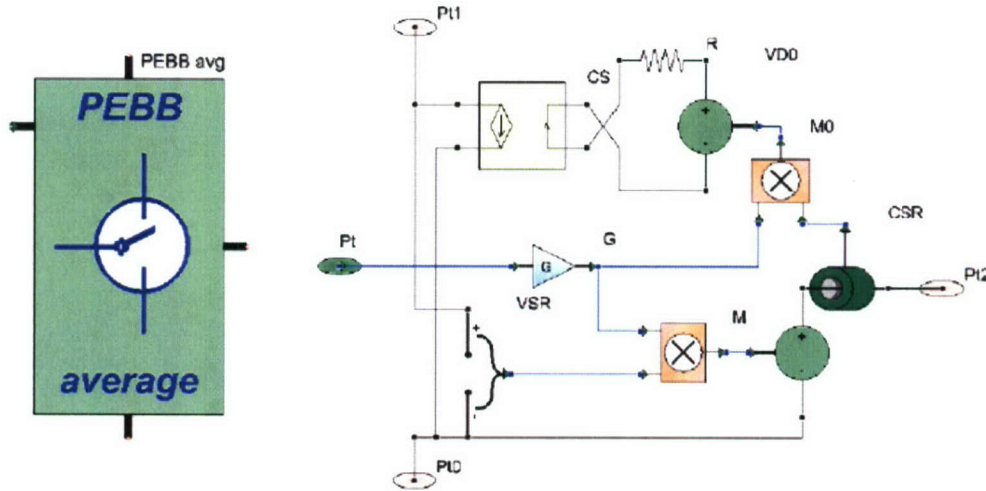 PEBB avg
PEBB
average
Pt1
R
VD0
CS
+
-
M0
CSR
Pt
G
G
VSR
Pt2
M
+
-
+
-
Pt0